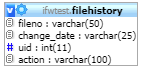 ifwtest.filehistory
fileno : varchar(50)
change_date : varchar(25)
# uid : int(11)
action : varchar(100)